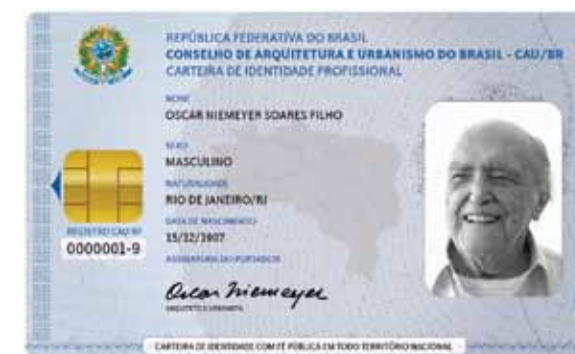 REPÚBLICA FEDERATIVA DO BRASIL
CONSELHO DE ARQUITETURA E URBANISMO DO BRASIL - CAU/BR
CARTEIRA DE IDENTIDADE PROFISSIONAL
NOME
OSCAR NIEMEYER SOARES FILHO
SEXO
MASCULINO
NATURALIDADE
RIO DE JANEIRO/RJ
DATA DE NASCIMENTO
15/12/1907
REGISTRO CAU Nº
0000001-9
ASSINATURA DO PORTADOR
Oscar Niemeyer
ARQUITETO E URBANISTA
CARTEIRA DE IDENTIDADE COM FÉ PÚBLICA EM TODO TERRITÓRIO NACIONAL